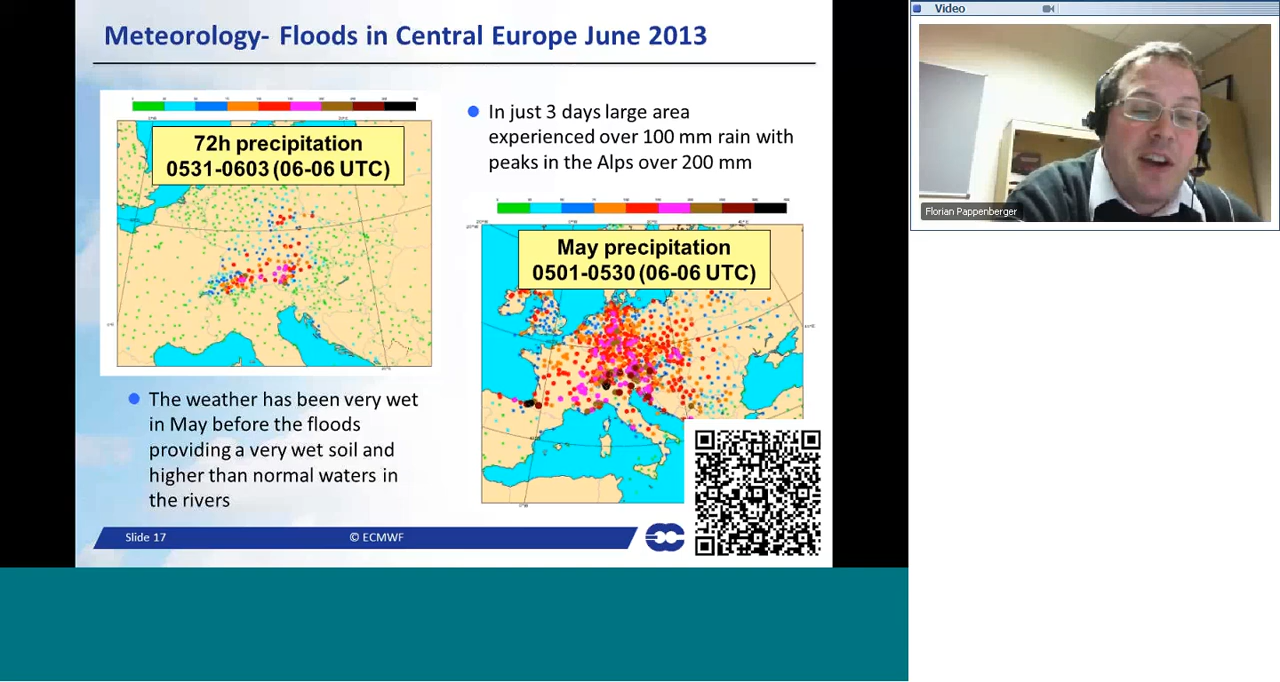 Meteorology- Floods in Central Europe June 2013
72h precipitation
0531-0603 (06-06 UTC)
In just 3 days large area
experienced over 100 mm rain with
peaks in the Alps over 200 mm
May precipitation
0501-0530 (06-06 UTC)
The weather has been very wet
in May before the floods
providing a very wet soil and
higher than normal waters in
the rivers
Slide 17
© ECMWF
Video
Florian Pappenberger